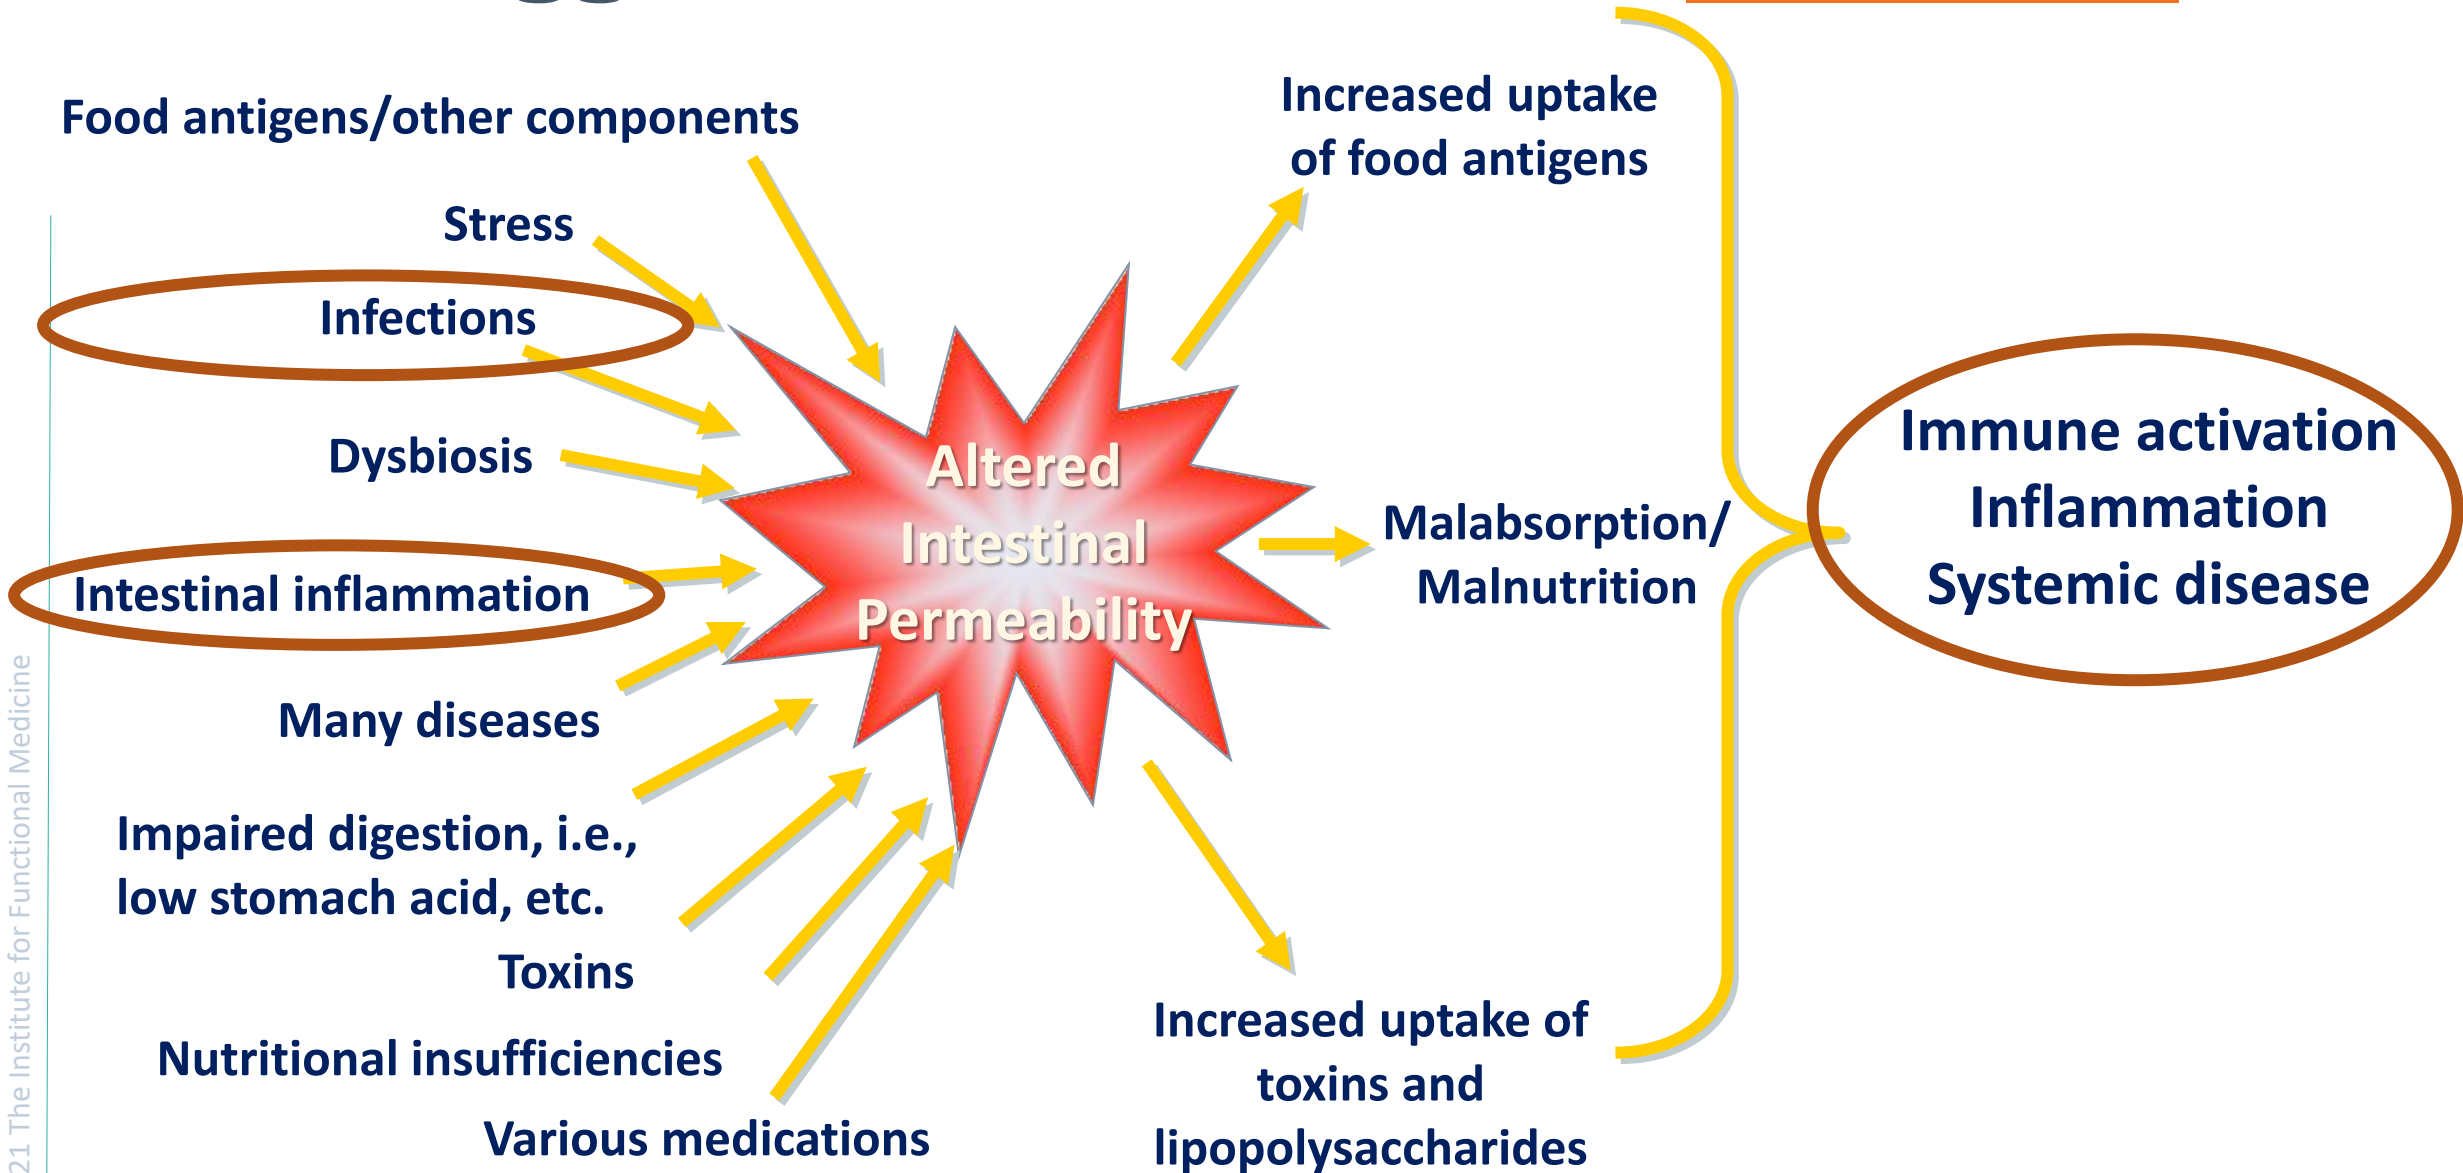 Food antigens/other components
Stress
Infections
Dysbiosis
Intestinal inflammation
Many diseases
Impaired digestion, i.e.,
low stomach acid, etc.
Toxins
Nutritional insufficiencies
Various medications
Altered
Intestinal
Permeability
Increased uptake
of food antigens
Malabsorption/
Malnutrition
Increased uptake of
toxins and
lipopolysaccharides
Immune activation
Inflammation
Systemic disease
21 The Institute for Functional Medicine